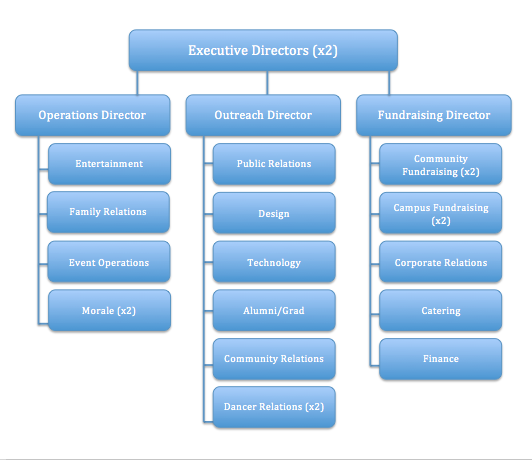 Executive Directors (x2)
Operations Director
Entertainment
Family Relations
Event Operations
Morale (x2)
Outreach Director
Public Relations
Design
Technology
Alumni/Grad
Community Relations
Dancer Relations (x2)
Fundraising Director
Community
Fundraising (x2)
Campus Fundraising
(x2)
Corporate Relations
Catering
Finance